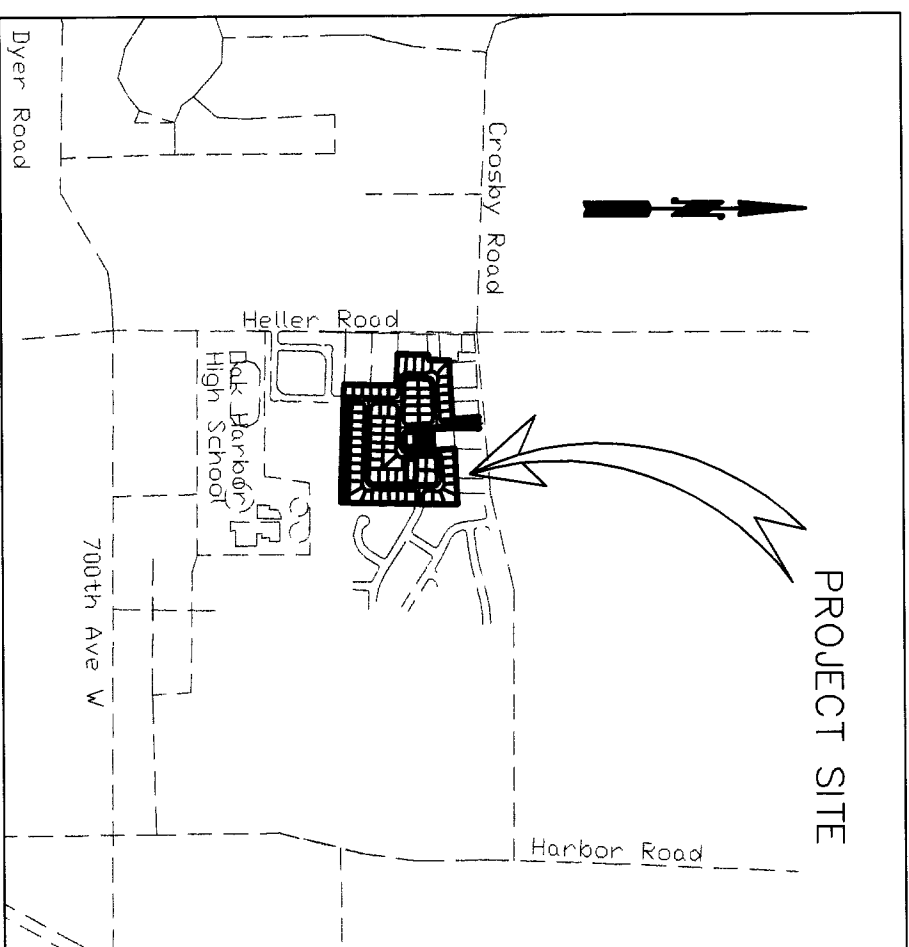 PROJECT SITE
Crosby Road
Dyer Road
Heller Road
Oak Harbor
High School
700th Ave W
Harbor Road